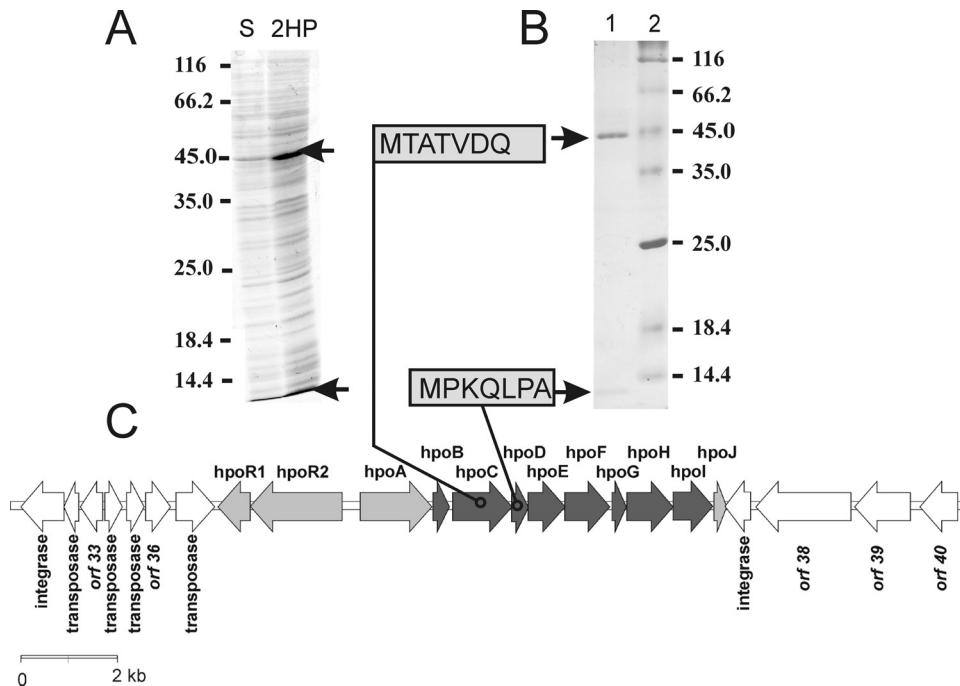 A
S 2HP
116
66.2
45.0
35.0
25.0
18.4
14.4
MTATVDQ
MPKQLPA
B
1 2
116
66.2
45.0
35.0
25.0
18.4
14.4
C
hpoR1 hpoR2 hpoA hpoB hpoC hpoD hpoE hpoF hpoG hpoH hpoI hpoJ
integrase
transposase
orf 33
transposase
transposase
orf 36
transposase
integrase
orf 38
orf 39
orf 40
0 2 kb